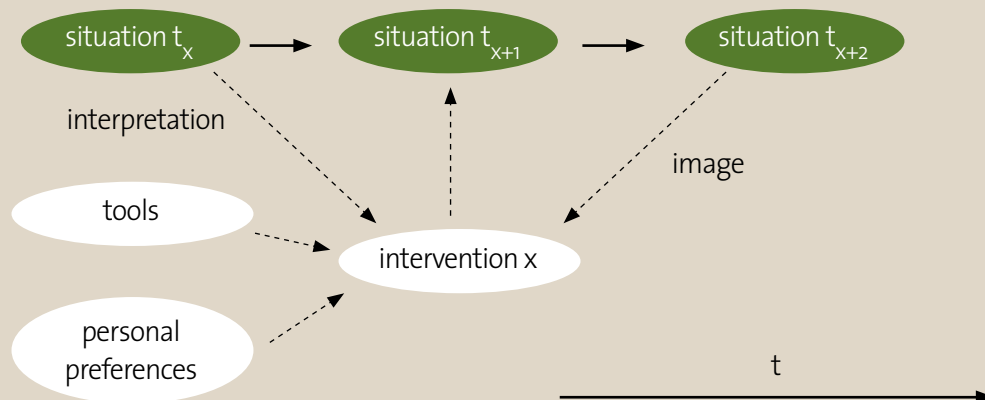 situation tx
situation tx+1
situation tx+2
interpretation
image
tools
intervention x
personal
preferences
t